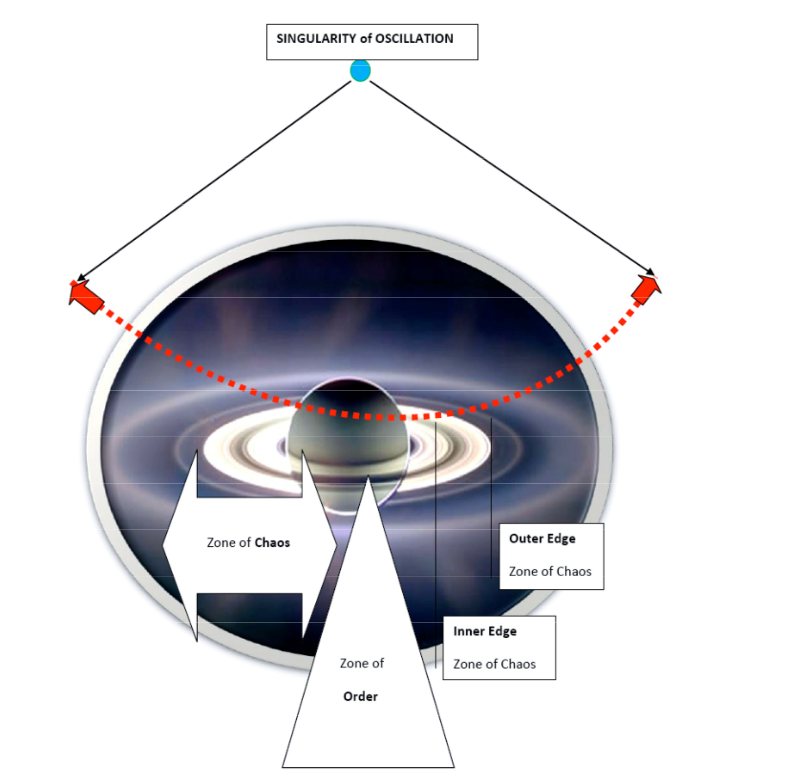 SINGULARITY of OSCILLATION
Zone of Chaos
Outer Edge
Zone of Chaos
Inner Edge
Zone of Chaos
Zone of
Order